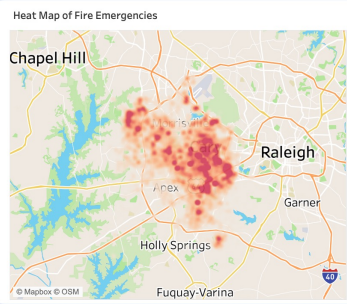 Heat Map of Fire Emergencies
Chapel Hill
Raleigh
Apex
Garner
Holly Springs
40
© Mapbox © OSM
Fuquay-Varina